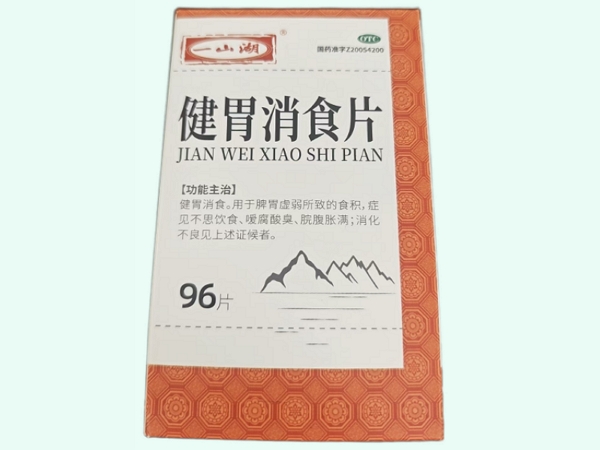 一山湖
®
OTC
国药准字Z20054200
健胃消食片
JIAN WEI XIAO SHI PIAN
【功能主治】
健胃消食。用于脾胃虚弱所致的食积,症
见不思饮食、嗳腐酸臭、脘腹胀满;消化
不良见上述证候者。
96片